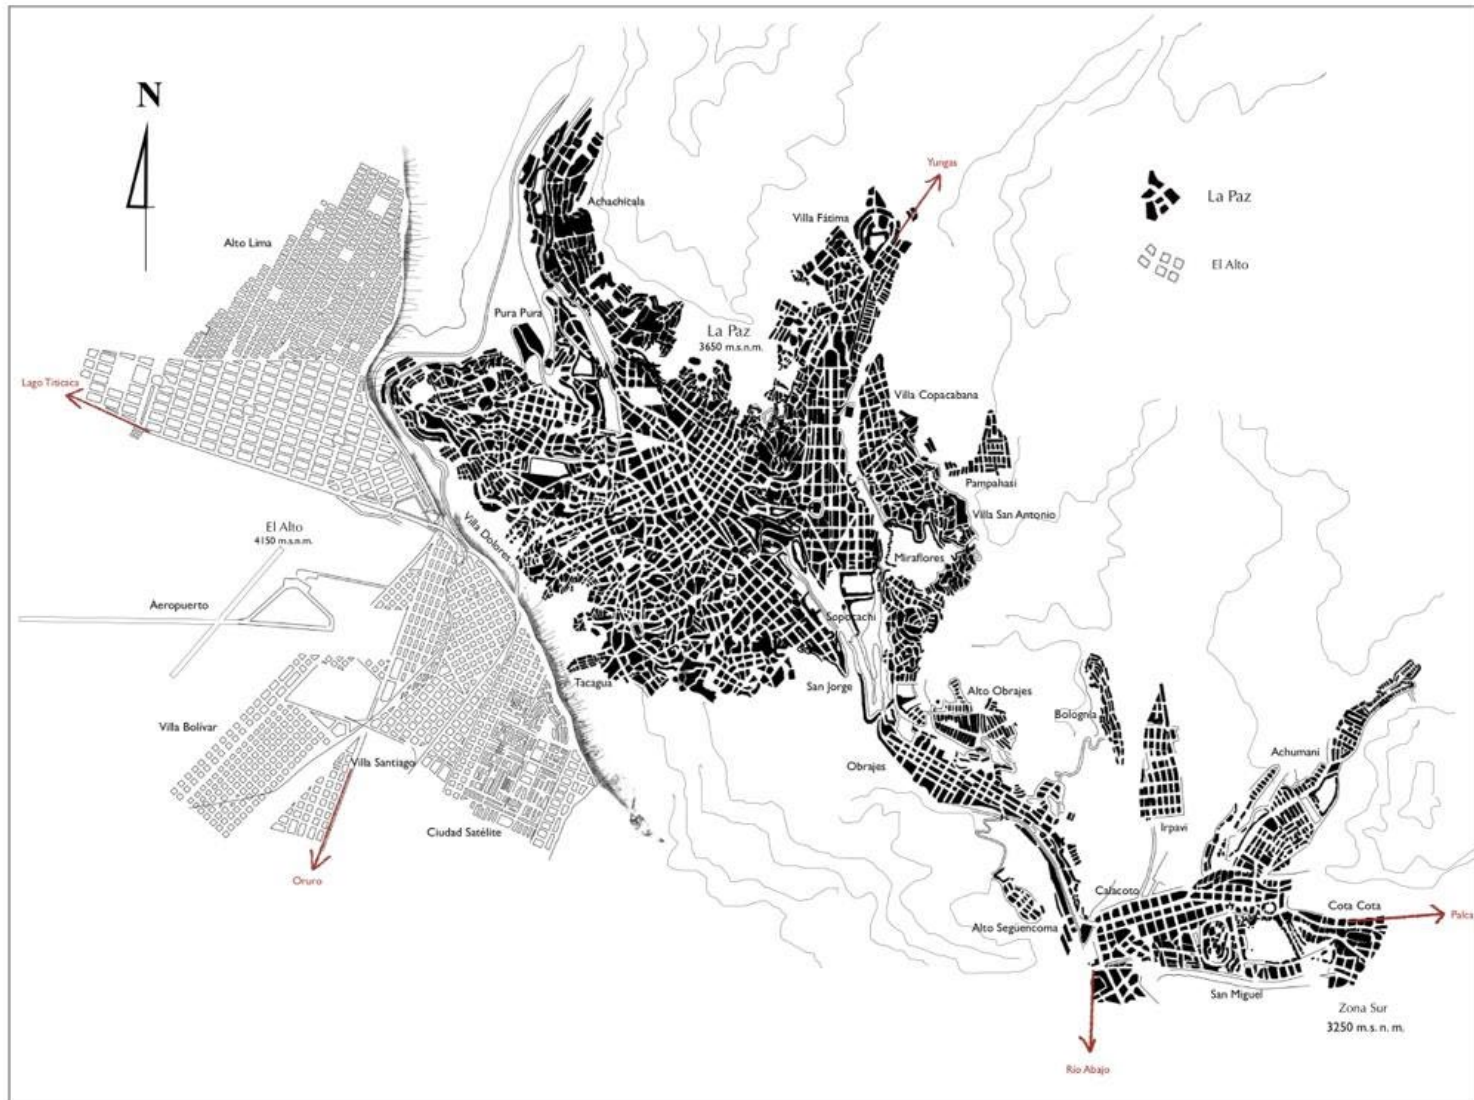 N
Yungas
La Paz
Achachicala
Villa Fátima
Alto Lima
El Alto
Pura Pura
La Paz
3650 m.s.n.m.
Lago Titicaca
Villa Copacabana
Pampahasi
Villa San Antonio
El Alto
4150 m.s.n.m.
Villa Dolores
Miraflores
Aeropuerto
Sopocachi
Tacagua
San Jorge
Alto Obrajes
Villa Bolívar
Bolognia
Achumani
Villa Santiago
Obrajes
Ciudad Satélite
Irpavi
Oruro
Calacoto
Cota Cota
Palca
Alto Següencoma
San Miguel
Zona Sur
3250 m.s. n. m.
Río Abajo